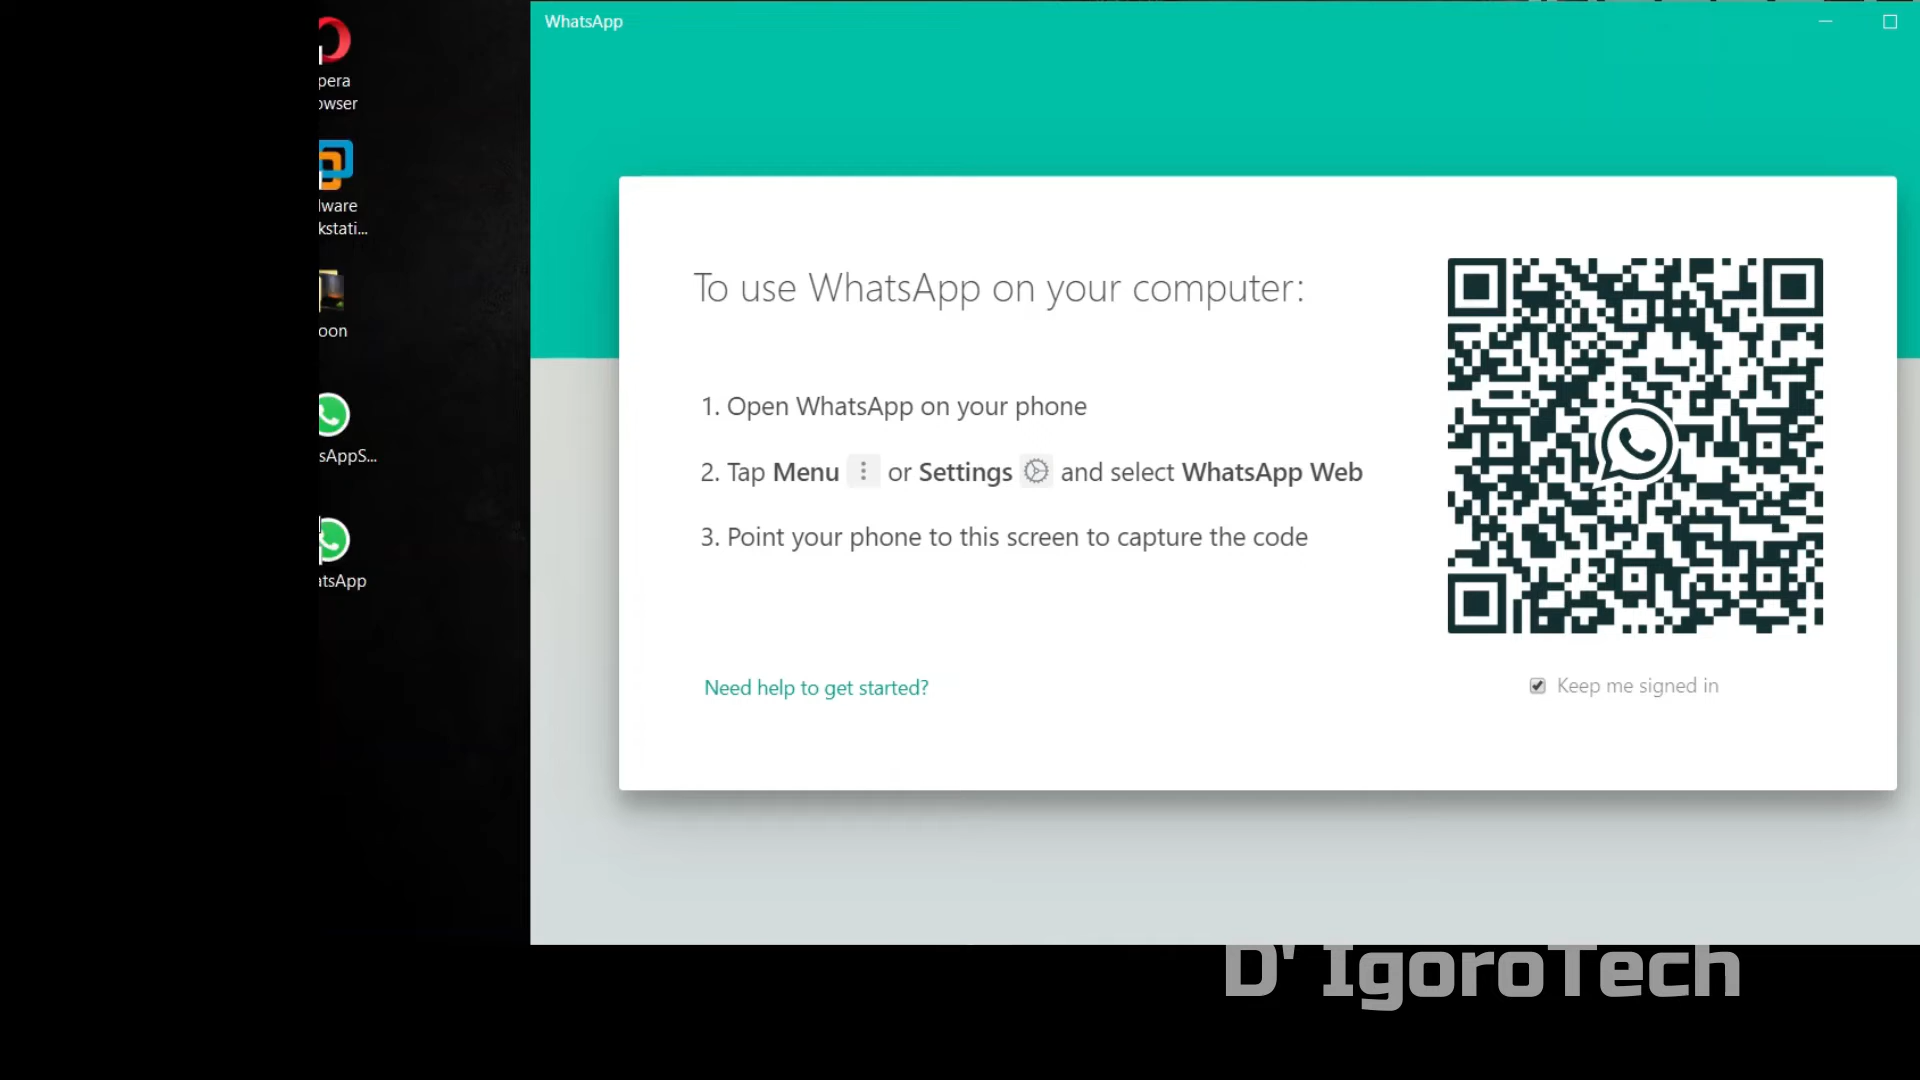 WhatsApp
pera
owser
lware
kstati...
oon
sAppS...
atsApp
To use WhatsApp on your computer:
1. Open WhatsApp on your phone
2. Tap Menu or Settings and select WhatsApp Web
3. Point your phone to this screen to capture the code
Need help to get started?
Keep me signed in
D' IgoroTech